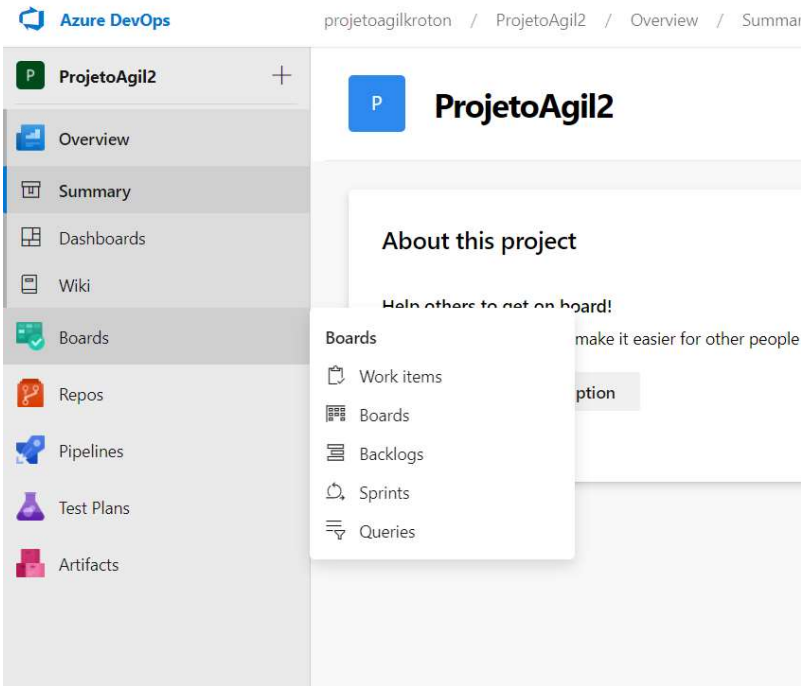 Azure DevOps
projetoagilkroton / ProjetoAgil2 / Overview / Summar
P ProjetoAgil2
Overview
Summary
Dashboards
Wiki
Boards
Repos
Pipelines
Test Plans
Artifacts
P ProjetoAgil2
About this project
Help others to get on board!
make it easier for other people
ption
Boards
Work items
Boards
Backlogs
Sprints
Queries